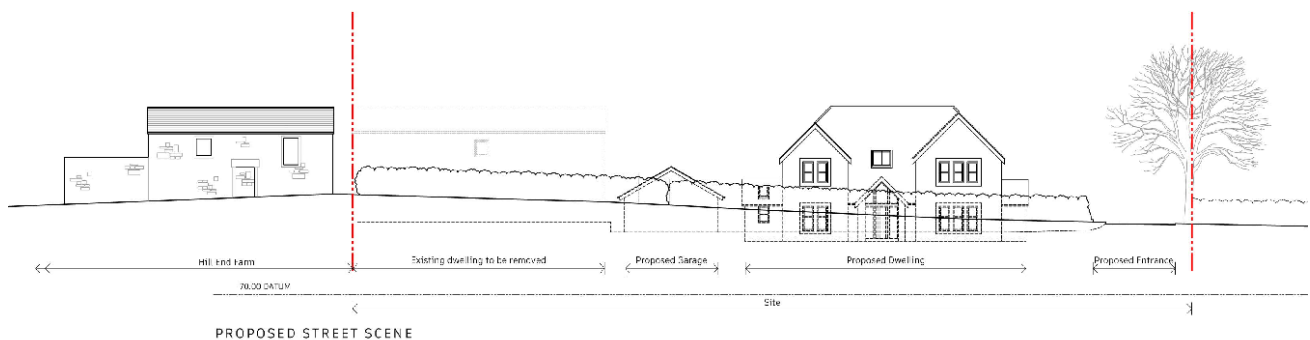 Hill End Farm
Existing dwelling to be removed
Proposed Garage
Proposed Dwelling
Proposed Entrance
70.00 DATUM
Site
PROPOSED STREET SCENE